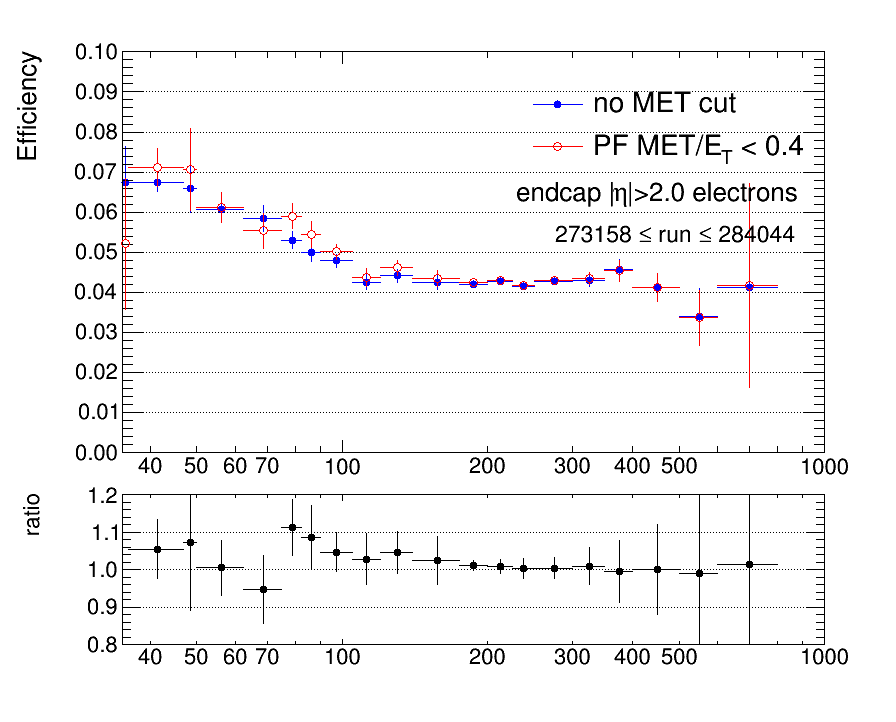 Efficiency
0.10
0.09
0.08
0.07
0.06
0.05
0.04
0.03
0.02
0.01
0.00
no MET cut
PF MET/E_T < 0.4
endcap |η|>2.0 electrons
273158 ≤ run ≤ 284044
40 50 60 70 100 200 300 400 500 1000
ratio
1.2
1.1
1.0
0.9
0.8
40 50 60 70 100 200 300 400 500 1000